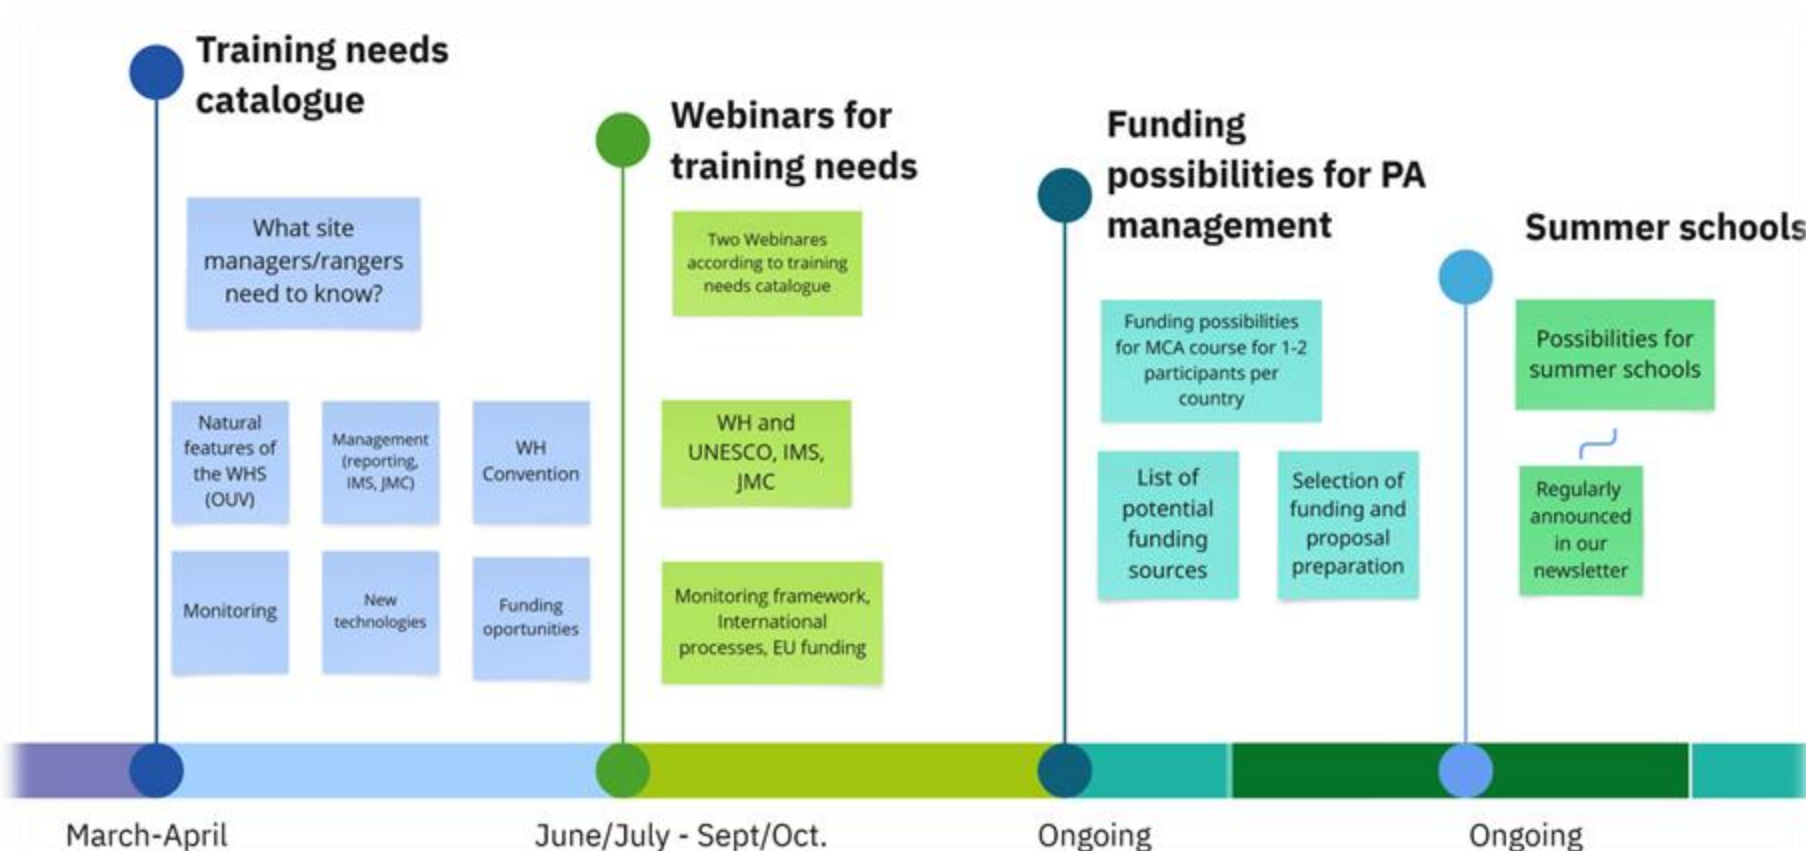 Training needs
catalogue
What site
managers/rangers
need to know?
Natural
features of
the WHS
(OUV)
Management
(reporting,
IMS, JMC)
WH
Convention
Monitoring
New
technologies
Funding
oportunities
Webinars for
training needs
Two Webinares
according to training
needs catalogue
WH and
UNESCO, IMS,
JMC
Monitoring framework,
International
processes, EU funding
Funding
possibilities for PA
management
Funding possibilities
for MCA course for 1-2
participants per
country
List of
potential
funding
sources
Selection of
funding and
proposal
preparation
Summer schools
Possibilities for
summer schools
Regularly
announced
in our
newsletter
March-April
June/July - Sept/Oct.
Ongoing
Ongoing